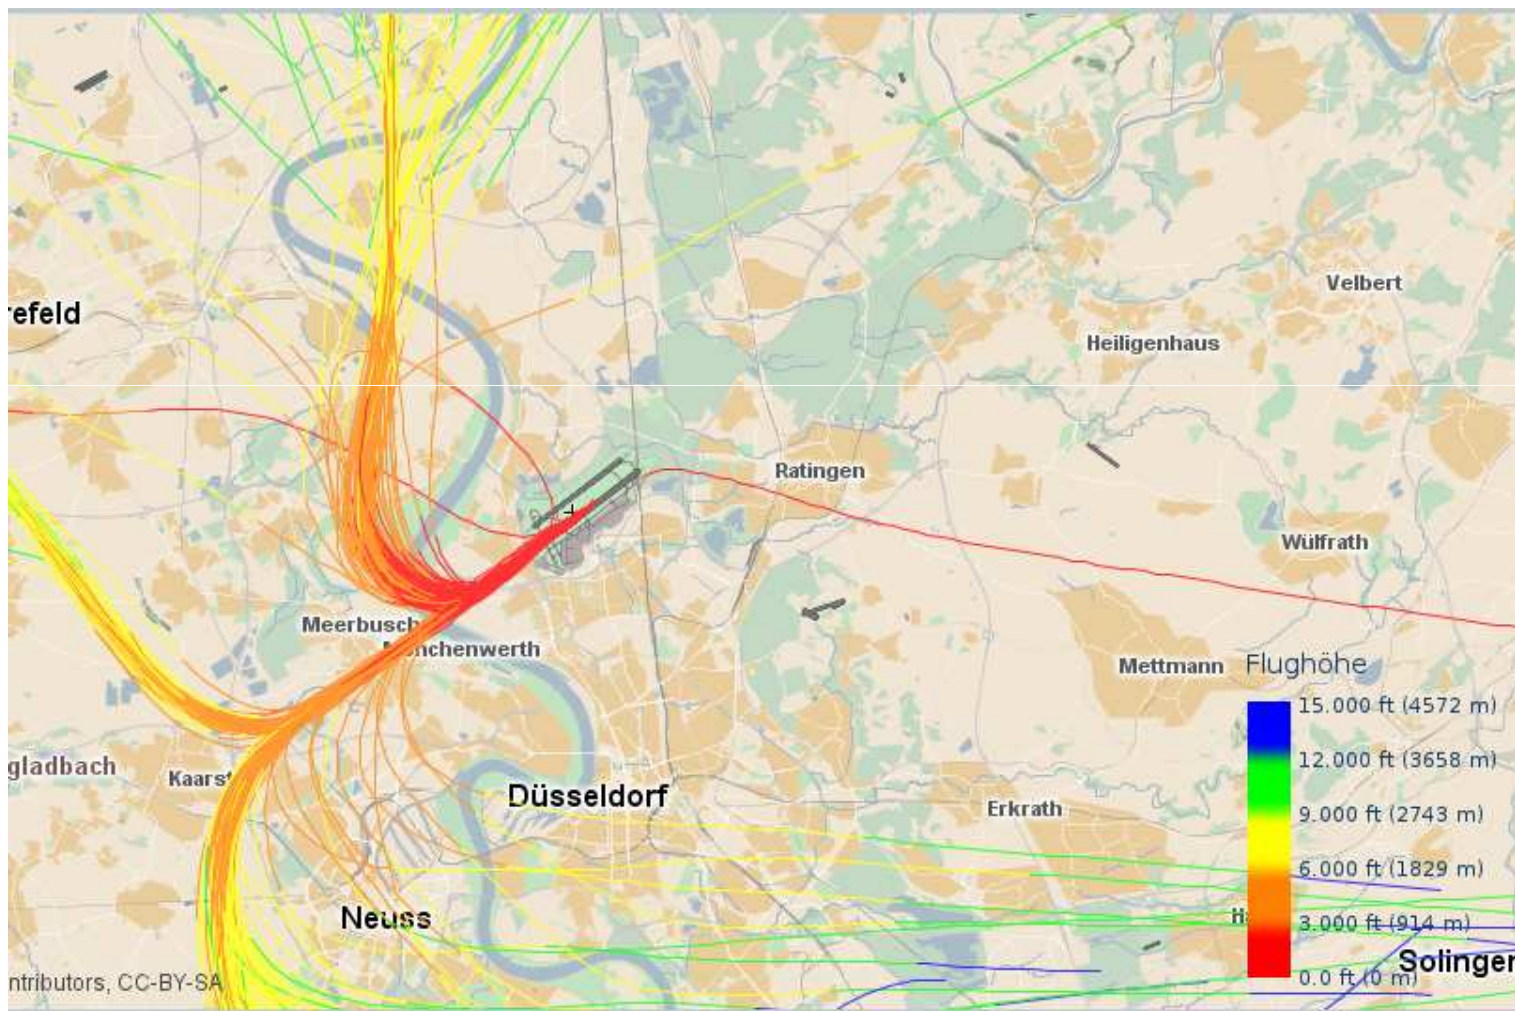 refeld
Velbert
Heiligenhaus
Ratingen
Wülfrath
Meerbusch
Mönchenwerth
Mettmann
Flughöhe
15.000 ft (4572 m)
12.000 ft (3658 m)
9.000 ft (2743 m)
6.000 ft (1829 m)
3.000 ft (914 m)
0.0 ft (0 m)
gladbach
Kaarst
Düsseldorf
Erkrath
Neuss
Ha
Solingen
ntributors, CC-BY-SA